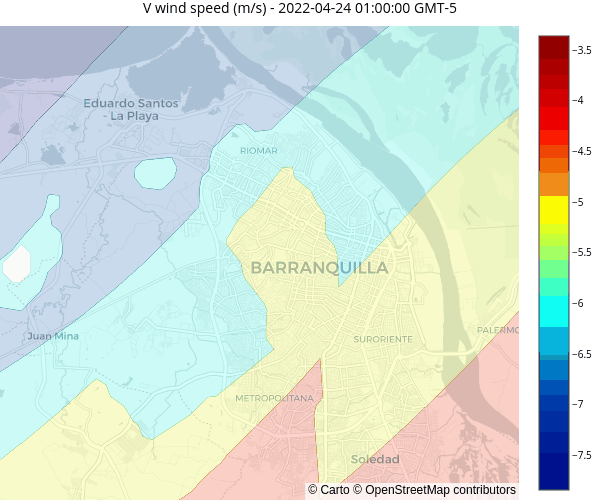 V wind speed (m/s) - 2022-04-24 01:00:00 GMT-5
Eduardo Santos
- La Playa
RIOMAR
BARRANQUILLA
Juan Mina
SURORIENTE
PALERMO
METROPOLITANA
Soledad
© Carto © OpenStreetMap contributors
−3.5
−4
−4.5
−5
−5.5
−6
−6.5
−7
−7.5